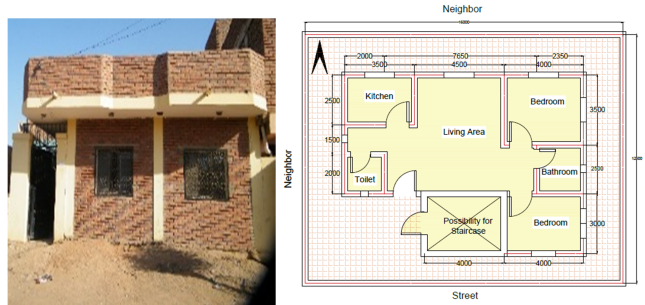 Neighbor
2000
7650
2350
3500
4500
4000
Kitchen
Bedroom
2500
3500
Living Area
1500
Neighbor
2000
Toilet
Bathroom
2500
Possibility for
Staircase
Bedroom
3000
4000
4000
Street